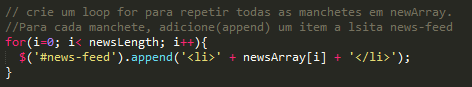 // crie um loop for para repetir todas as manchetes em newArray.
//Para cada manchete, adicione(append) um item a lsita news-feed
for(i=0; i< newsLength; i++){
$('#news-feed').append('<li>' + newsArray[i] + '</li>');
}